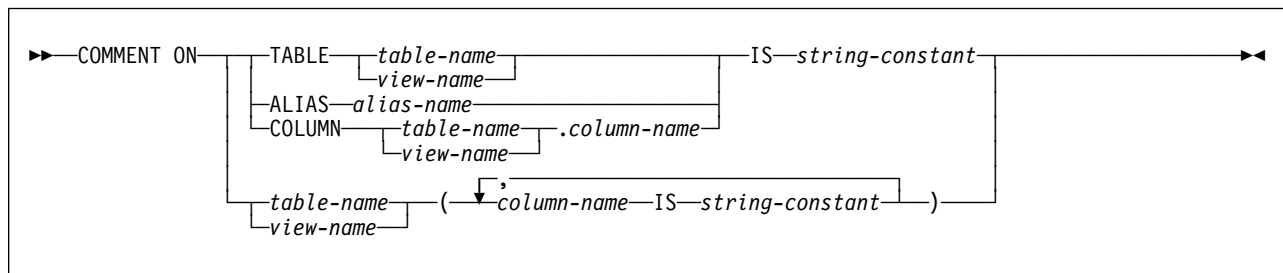 COMMENT ON TABLE table-name IS string-constant
view-name
ALIAS alias-name
COLUMN table-name .column-name
view-name
,
table-name ( column-name IS string-constant )
view-name